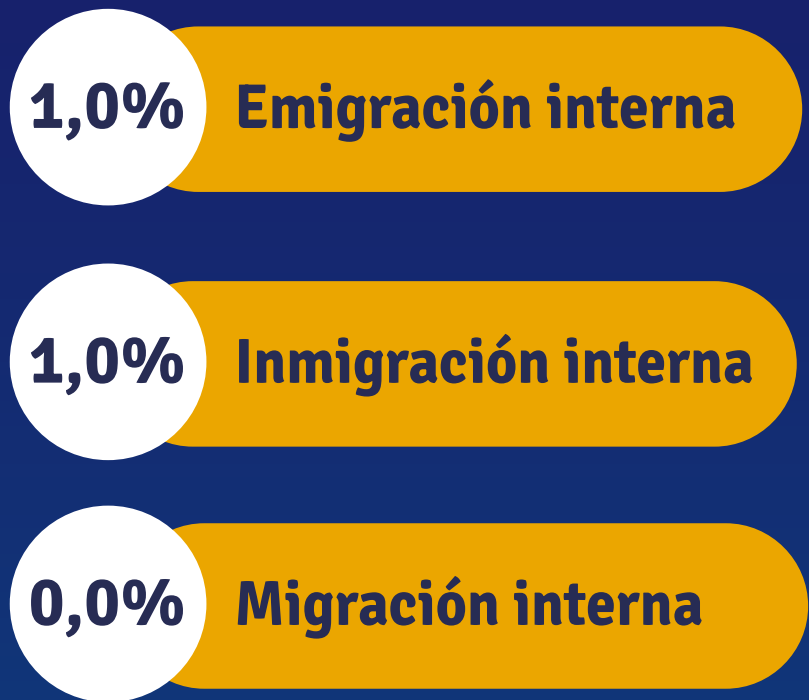 1,0% Emigración interna
1,0% Inmigración interna
0,0% Migración interna